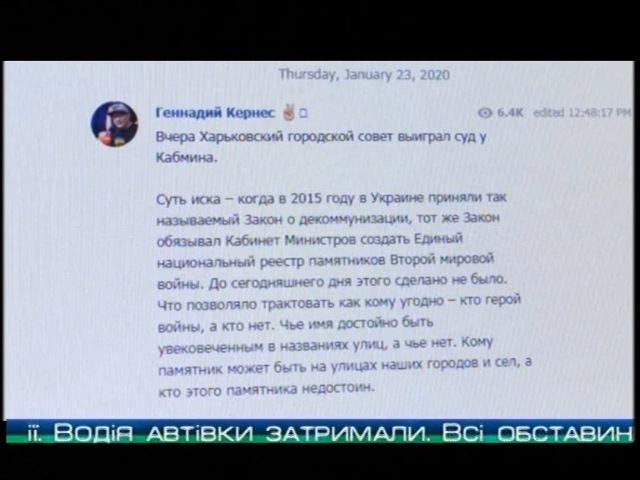 Thursday, January 23, 2020
Геннадий Кернес ✌
6.4K edited 12:48:17 PM
Вчера Харьковский городской совет выиграл суд у
Кабмина.
Суть иска – когда в 2015 году в Украине приняли так
называемый Закон о декоммунизации, тот же Закон
обязывал Кабинет Министров создать Единый
национальный реестр памятников Второй мировой
войны. До сегодняшнего дня этого сделано не было.
Что позволяло трактовать как кому угодно – кто герой
войны, а кто нет. Чье имя достойно быть
увековеченным в названиях улиц, а чье нет. Кому
памятник может быть на улицах наших городов и сел, а
кто этого памятника недостоин.
її. Водія автівки затримали. Всі обставин